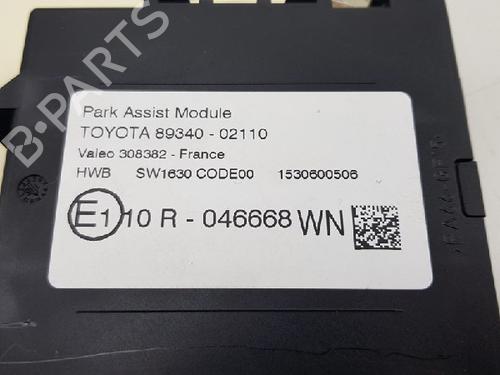 B-PARTS
Park Assist Module
TOYOTA 89340 - 02110
Valeo 308382 - France
HWB SW1630 CODE00 1530600506
E1 10 R - 046668 WN